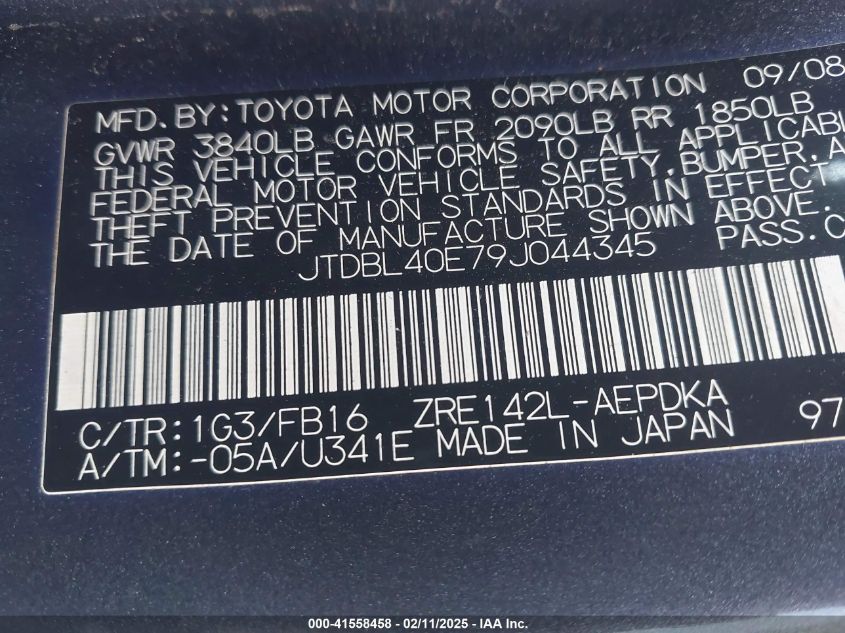 MFD.BY:TOYOTA MOTOR CORPORATION 09/08
GVWR 3840LB GAWR FR 2090LB RR 1850LB
THIS VEHICLE CONFORMS TO ALL APPLICABL
FEDERAL MOTOR VEHICLE SAFETY,BUMPER,A
THEFT PREVENTION STANDARDS IN EFFECT
THE DATE OF MANUFACTURE SHOWN ABOVE.
JTDBL40E79J044345 PASS.C
C/TR:1G3/FB16 ZRE142L-AEPDKA 97
A/TM:-05A/U341E MADE IN JAPAN
000-41558458 - 02/11/2025 - IAA Inc.